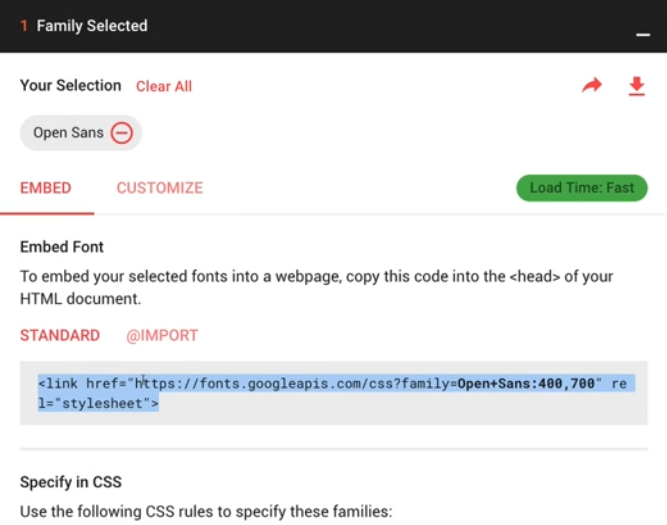 1 Family Selected
Your Selection Clear All
Open Sans
EMBED CUSTOMIZE Load Time: Fast
Embed Font
To embed your selected fonts into a webpage, copy this code into the <head> of your
HTML document.
STANDARD @IMPORT
<link href="https://fonts.googleapis.com/css?family=Open+Sans:400,700" re
l="stylesheet">
Specify in CSS
Use the following CSS rules to specify these families: